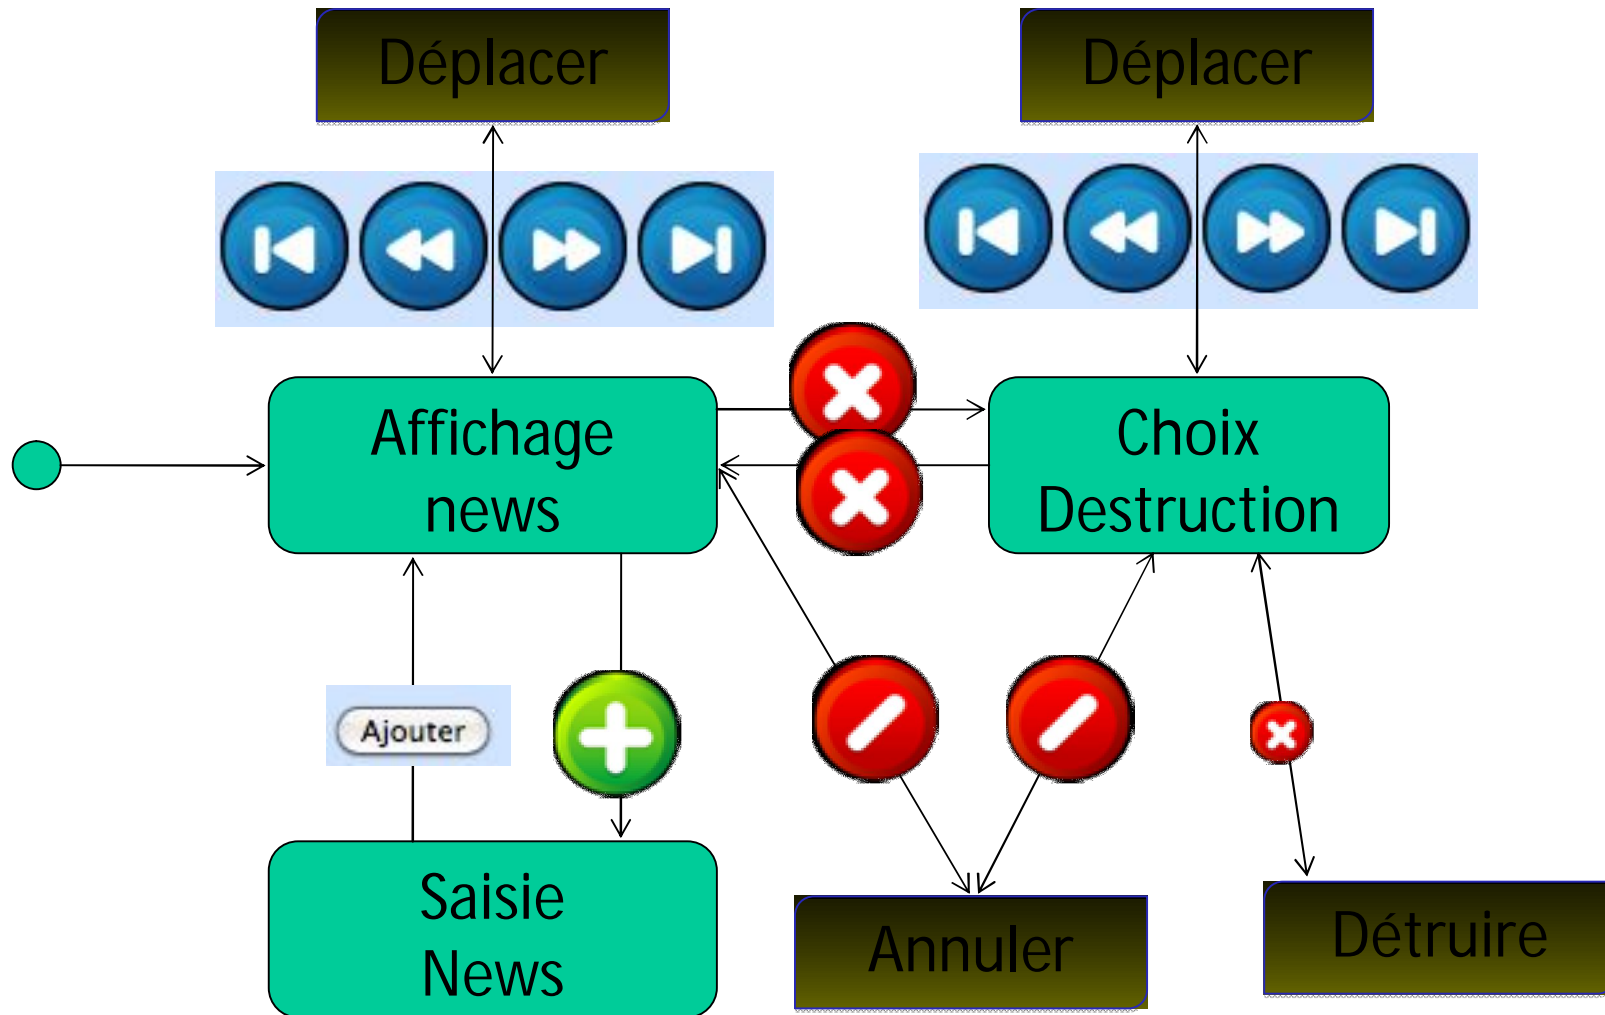 Déplacer
Déplacer
Affichage
news
Choix
Destruction
Ajouter
Saisie
News
Annuler
Détruire